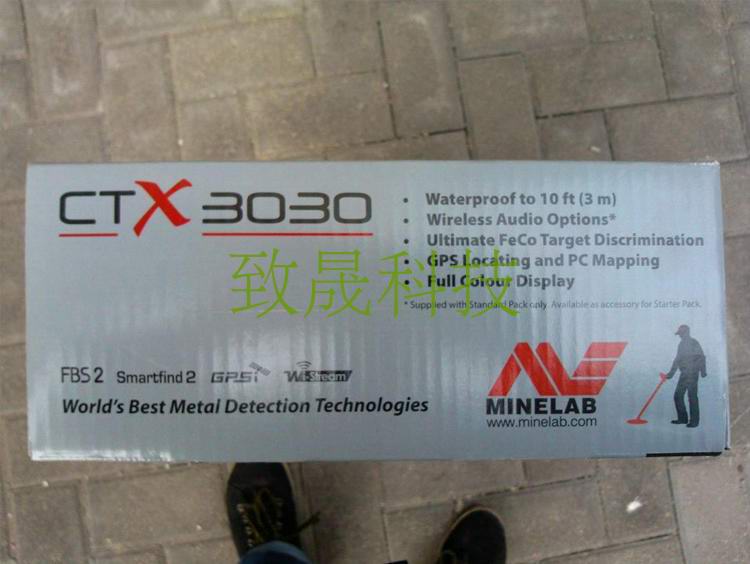 CTX 3030
• Waterproof to 10 ft (3 m)
• Wireless Audio Options*
• Ultimate FeCo Target Discrimination
• GPS Locating and PC Mapping
• Full Colour Display
* Supplied with Standard Pack only. Available as accessory for Starter Pack.
致晟科技
FBS 2 Smartfind 2 GPSi Wi-Stream
World's Best Metal Detection Technologies
MINELAB
www.minelab.com